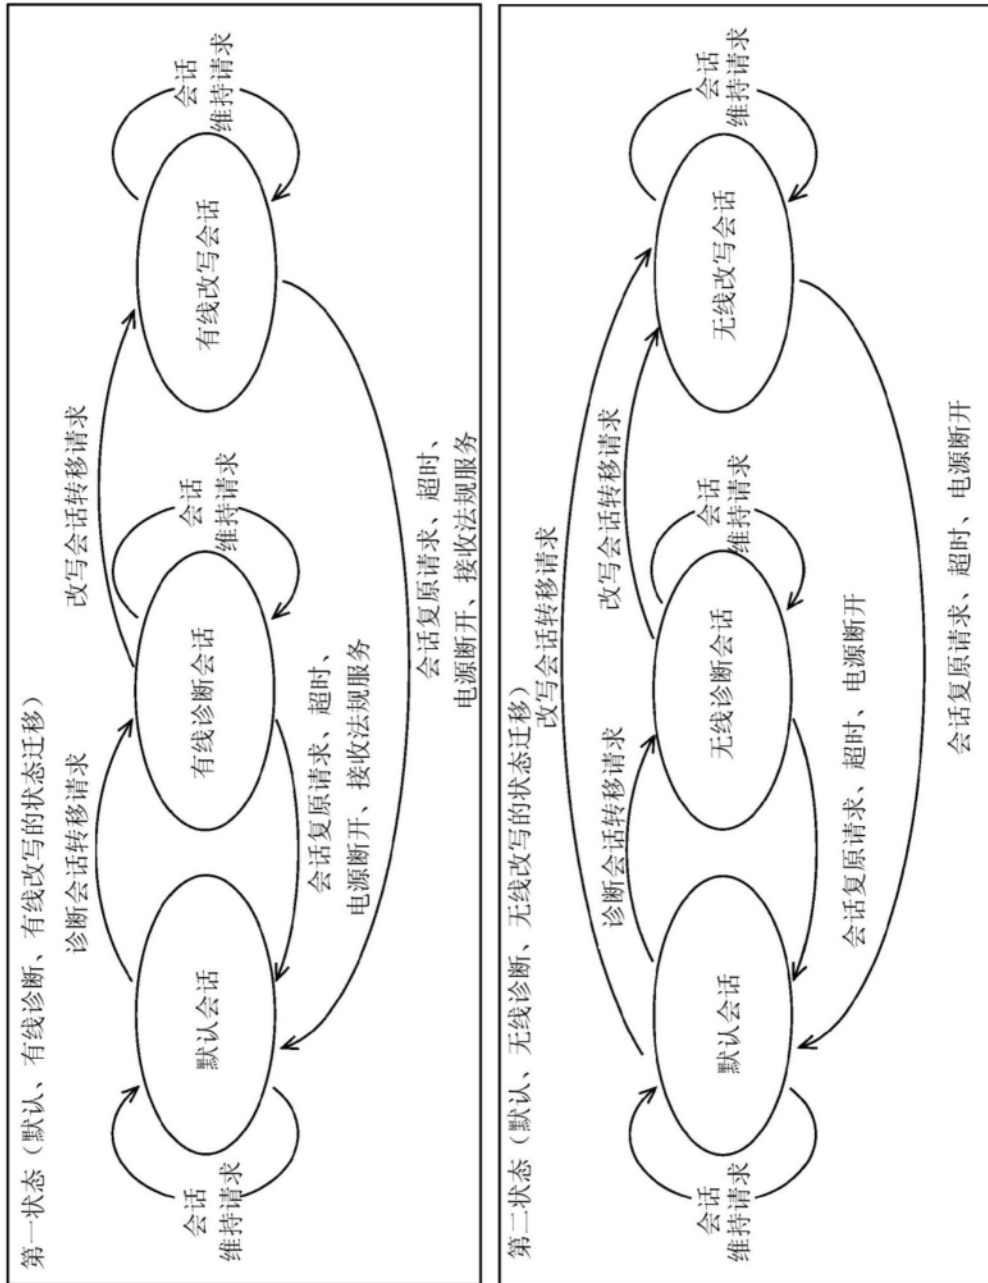 第一状态（默认、有线诊断、有线改写的状态迁移）
诊断会话转移请求
改写会话转移请求
会话
维持请求
默认会话
有线诊断会话
会话
维持请求
有线改写会话
会话
维持请求
会话复原请求、超时、
电源断开、接收法规服务
会话复原请求、超时、
电源断开、接收法规服务
第二状态（默认、无线诊断、无线改写的状态迁移）
改写会话转移请求
诊断会话转移请求
改写会话转移请求
会话
维持请求
默认会话
无线诊断会话
会话
维持请求
无线改写会话
会话
维持请求
会话复原请求、超时、电源断开
会话复原请求、超时、电源断开